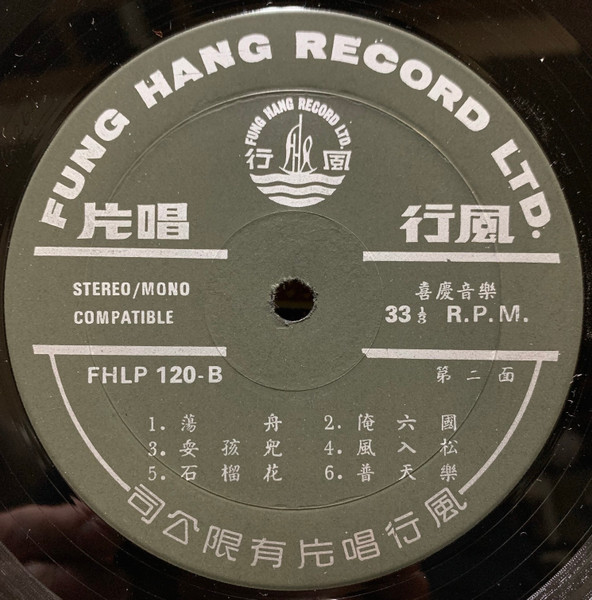 FUNG HANG RECORD LTD.
FUNG HANG RECORD LTD.
風行
FHR
風行唱片
STEREO/MONO
COMPATIBLE
喜慶音樂
33⅓ R.P.M.
FHLP 120-B
第二面
1. 蕩舟 2. 俺六國
3. 耍孩兒 4. 風入松
5. 石榴花 6. 普天樂
風行唱片有限公司